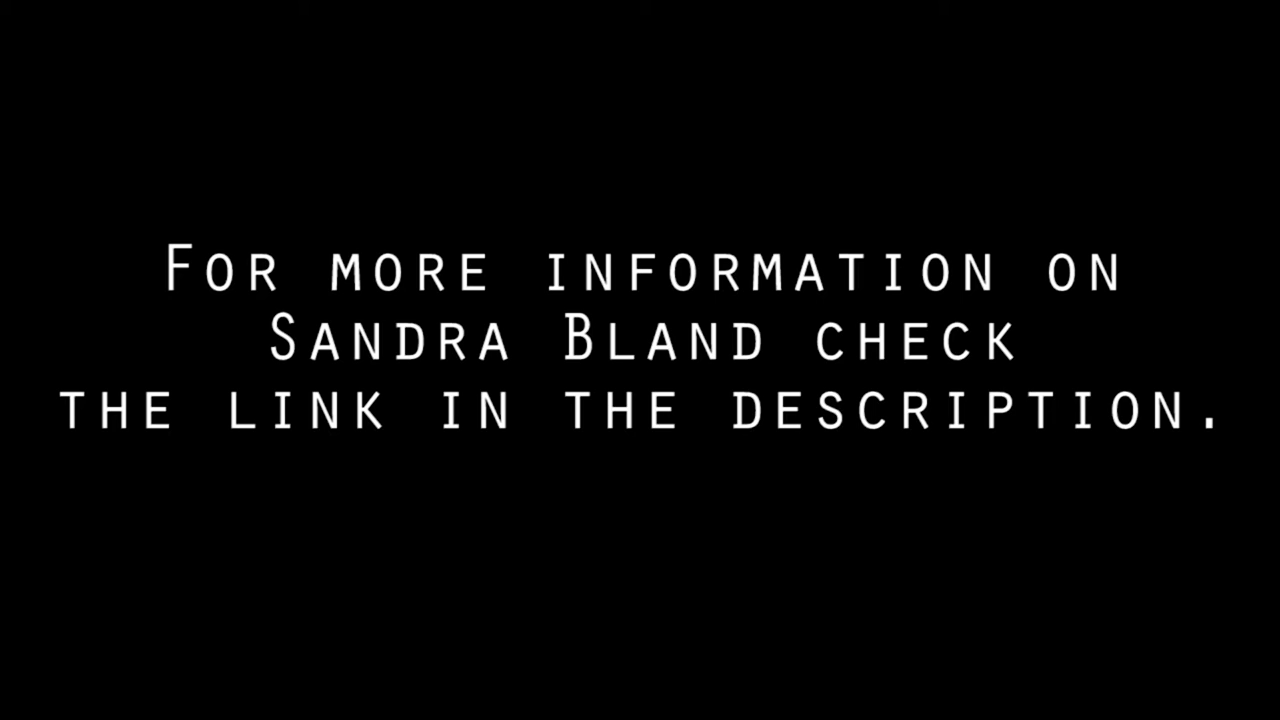 For more information on
Sandra Bland check
the link in the description.